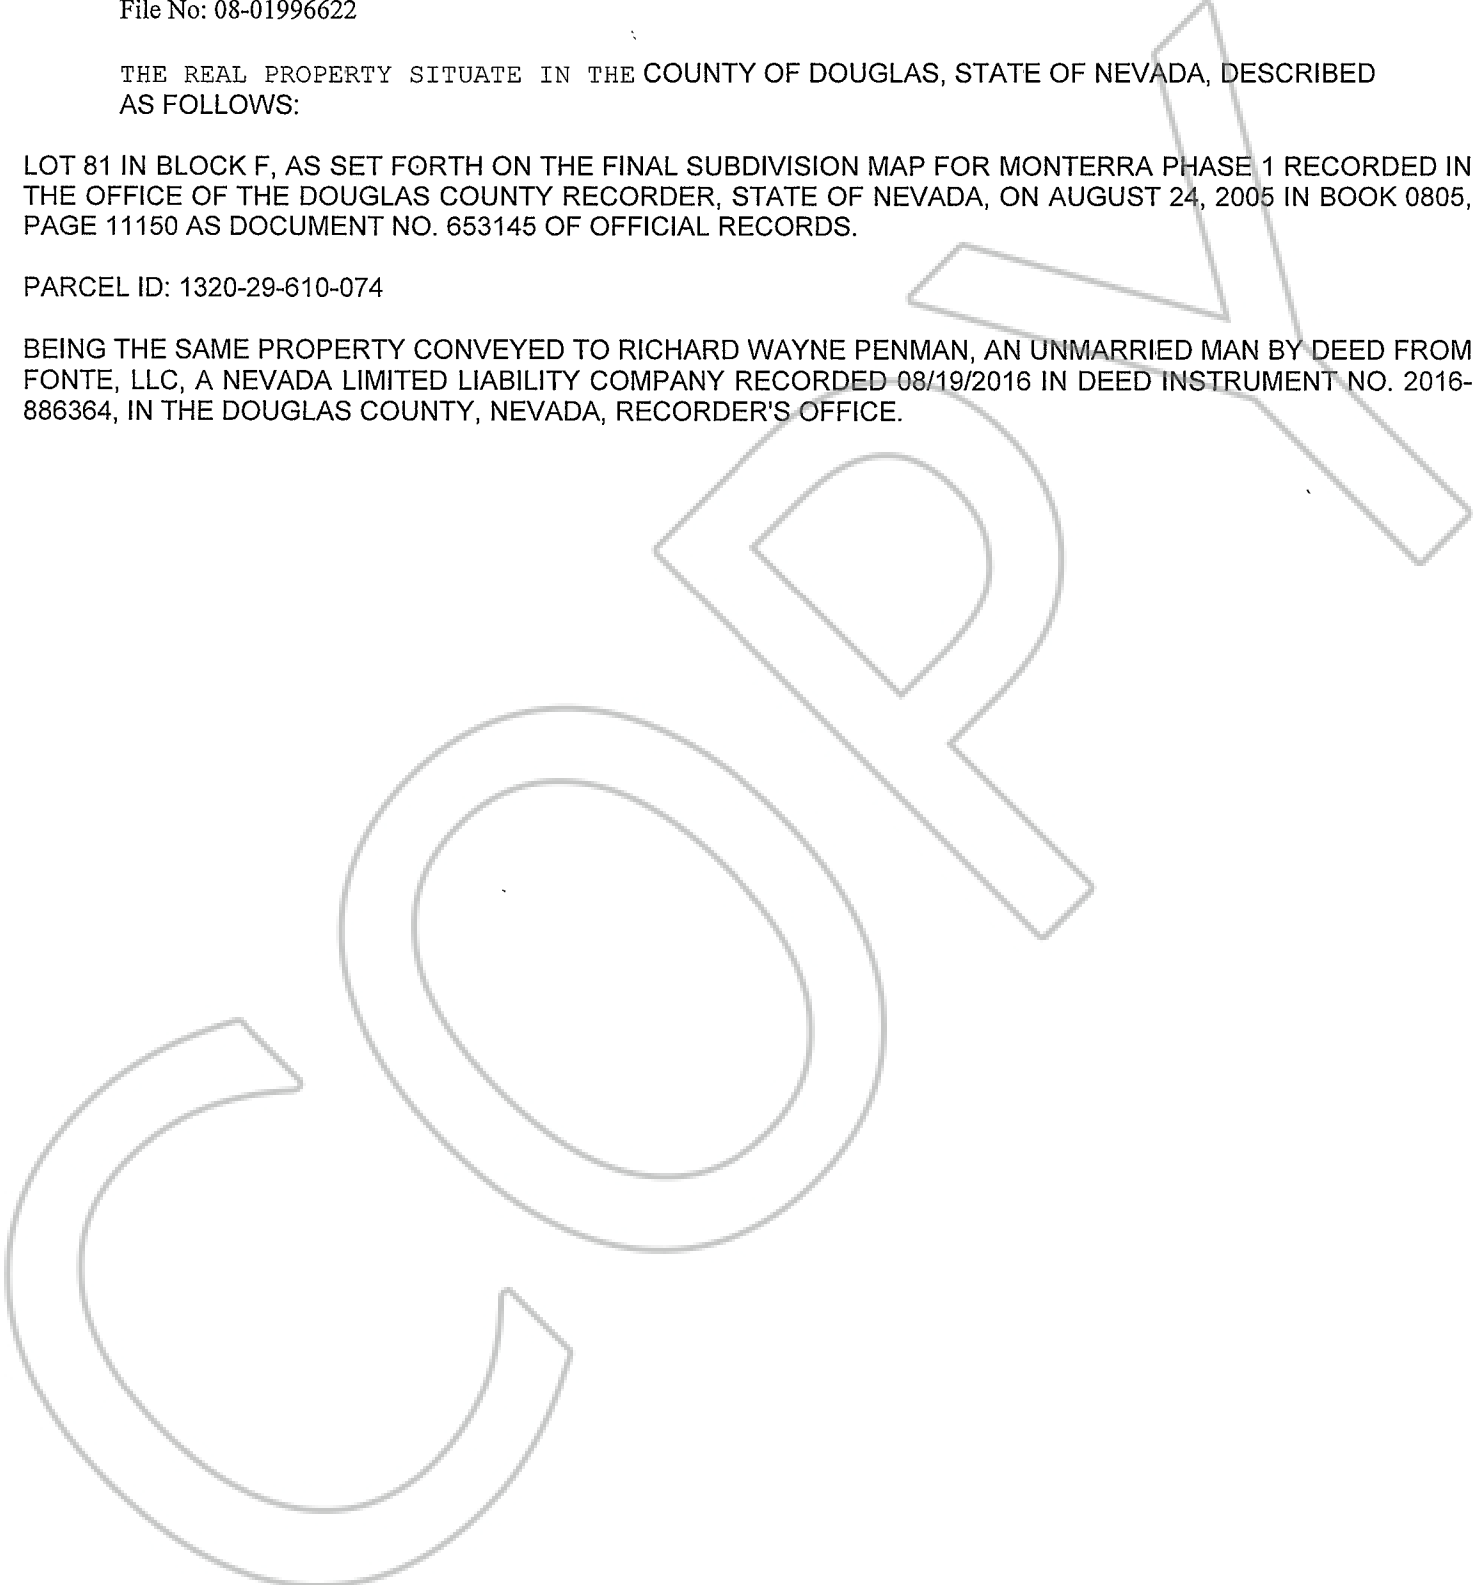 File No: 08-01996622
THE REAL PROPERTY SITUATE IN THE COUNTY OF DOUGLAS, STATE OF NEVADA, DESCRIBED
AS FOLLOWS:
LOT 81 IN BLOCK F, AS SET FORTH ON THE FINAL SUBDIVISION MAP FOR MONTERRA PHASE 1 RECORDED IN
THE OFFICE OF THE DOUGLAS COUNTY RECORDER, STATE OF NEVADA, ON AUGUST 24, 2005 IN BOOK 0805,
PAGE 11150 AS DOCUMENT NO. 653145 OF OFFICIAL RECORDS.
PARCEL ID: 1320-29-610-074
BEING THE SAME PROPERTY CONVEYED TO RICHARD WAYNE PENMAN, AN UNMARRIED MAN BY DEED FROM
FONTE, LLC, A NEVADA LIMITED LIABILITY COMPANY RECORDED 08/19/2016 IN DEED INSTRUMENT NO. 2016-
886364, IN THE DOUGLAS COUNTY, NEVADA, RECORDER'S OFFICE.
COPY